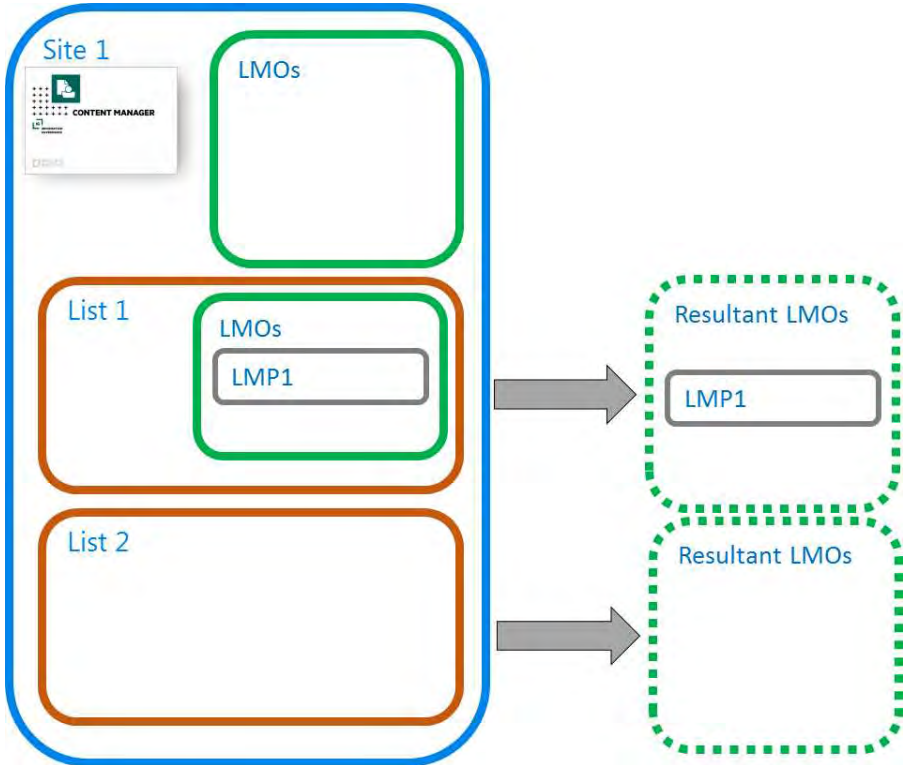 Site 1
CONTENT MANAGER
LMOs
List 1
LMOs
LMP1
Resultant LMOs
LMP1
List 2
Resultant LMOs